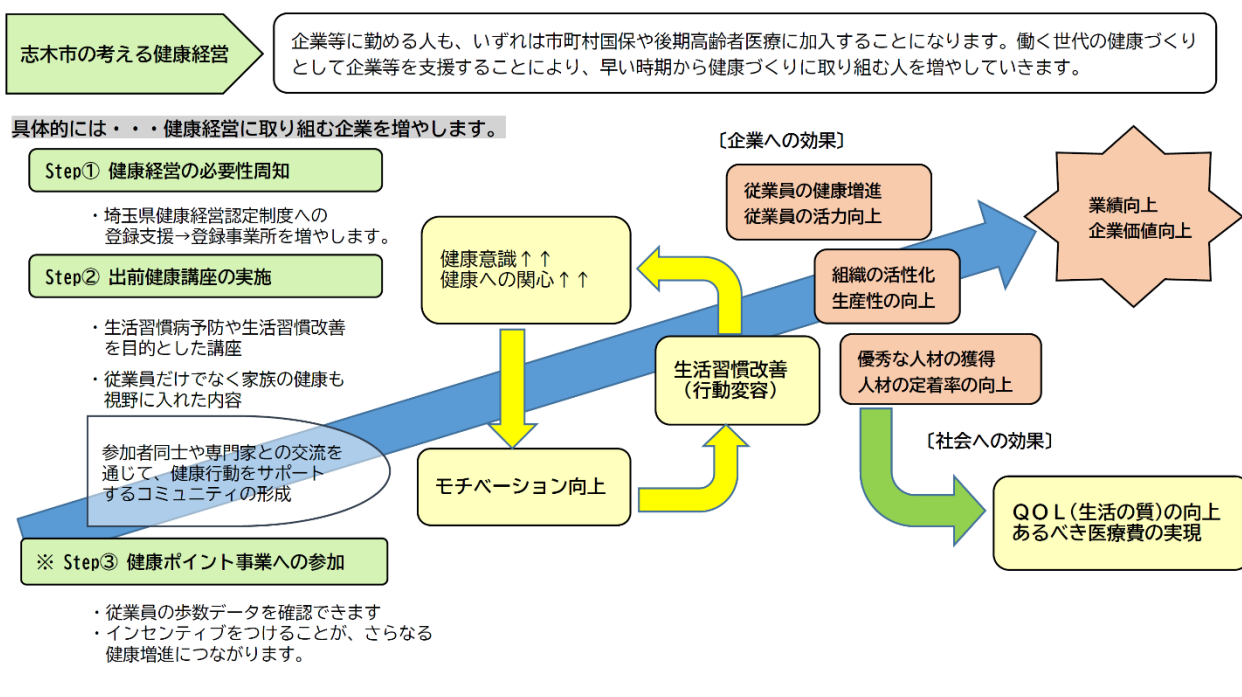 志木市の考える健康経営
企業等に勤める人も、いずれは市町村国保や後期高齢者医療に加入することになります。働く世代の健康づくり
として企業等を支援することにより、早い時期から健康づくりに取り組む人を増やしていきます。
具体的には・・・健康経営に取り組む企業を増やします。
Step① 健康経営の必要性周知
・埼玉県健康経営認定制度への
登録支援→登録事業所を増やします。
Step② 出前健康講座の実施
・生活習慣病予防や生活習慣改善
を目的とした講座
・従業員だけでなく家族の健康も
視野に入れた内容
参加者同士や専門家との交流を
通じて、健康行動をサポート
するコミュニティの形成
※ Step③ 健康ポイント事業への参加
・従業員の歩数データを確認できます
・インセンティブをつけることが、さらなる
健康増進につながります。
健康意識↑↑
健康への関心↑↑
モチベーション向上
生活習慣改善
（行動変容）
〔企業への効果〕
従業員の健康増進
従業員の活力向上
組織の活性化
生産性の向上
優秀な人材の獲得
人材の定着率の向上
業績向上
企業価値向上
〔社会への効果〕
ＱＯＬ(生活の質)の向上
あるべき医療費の実現